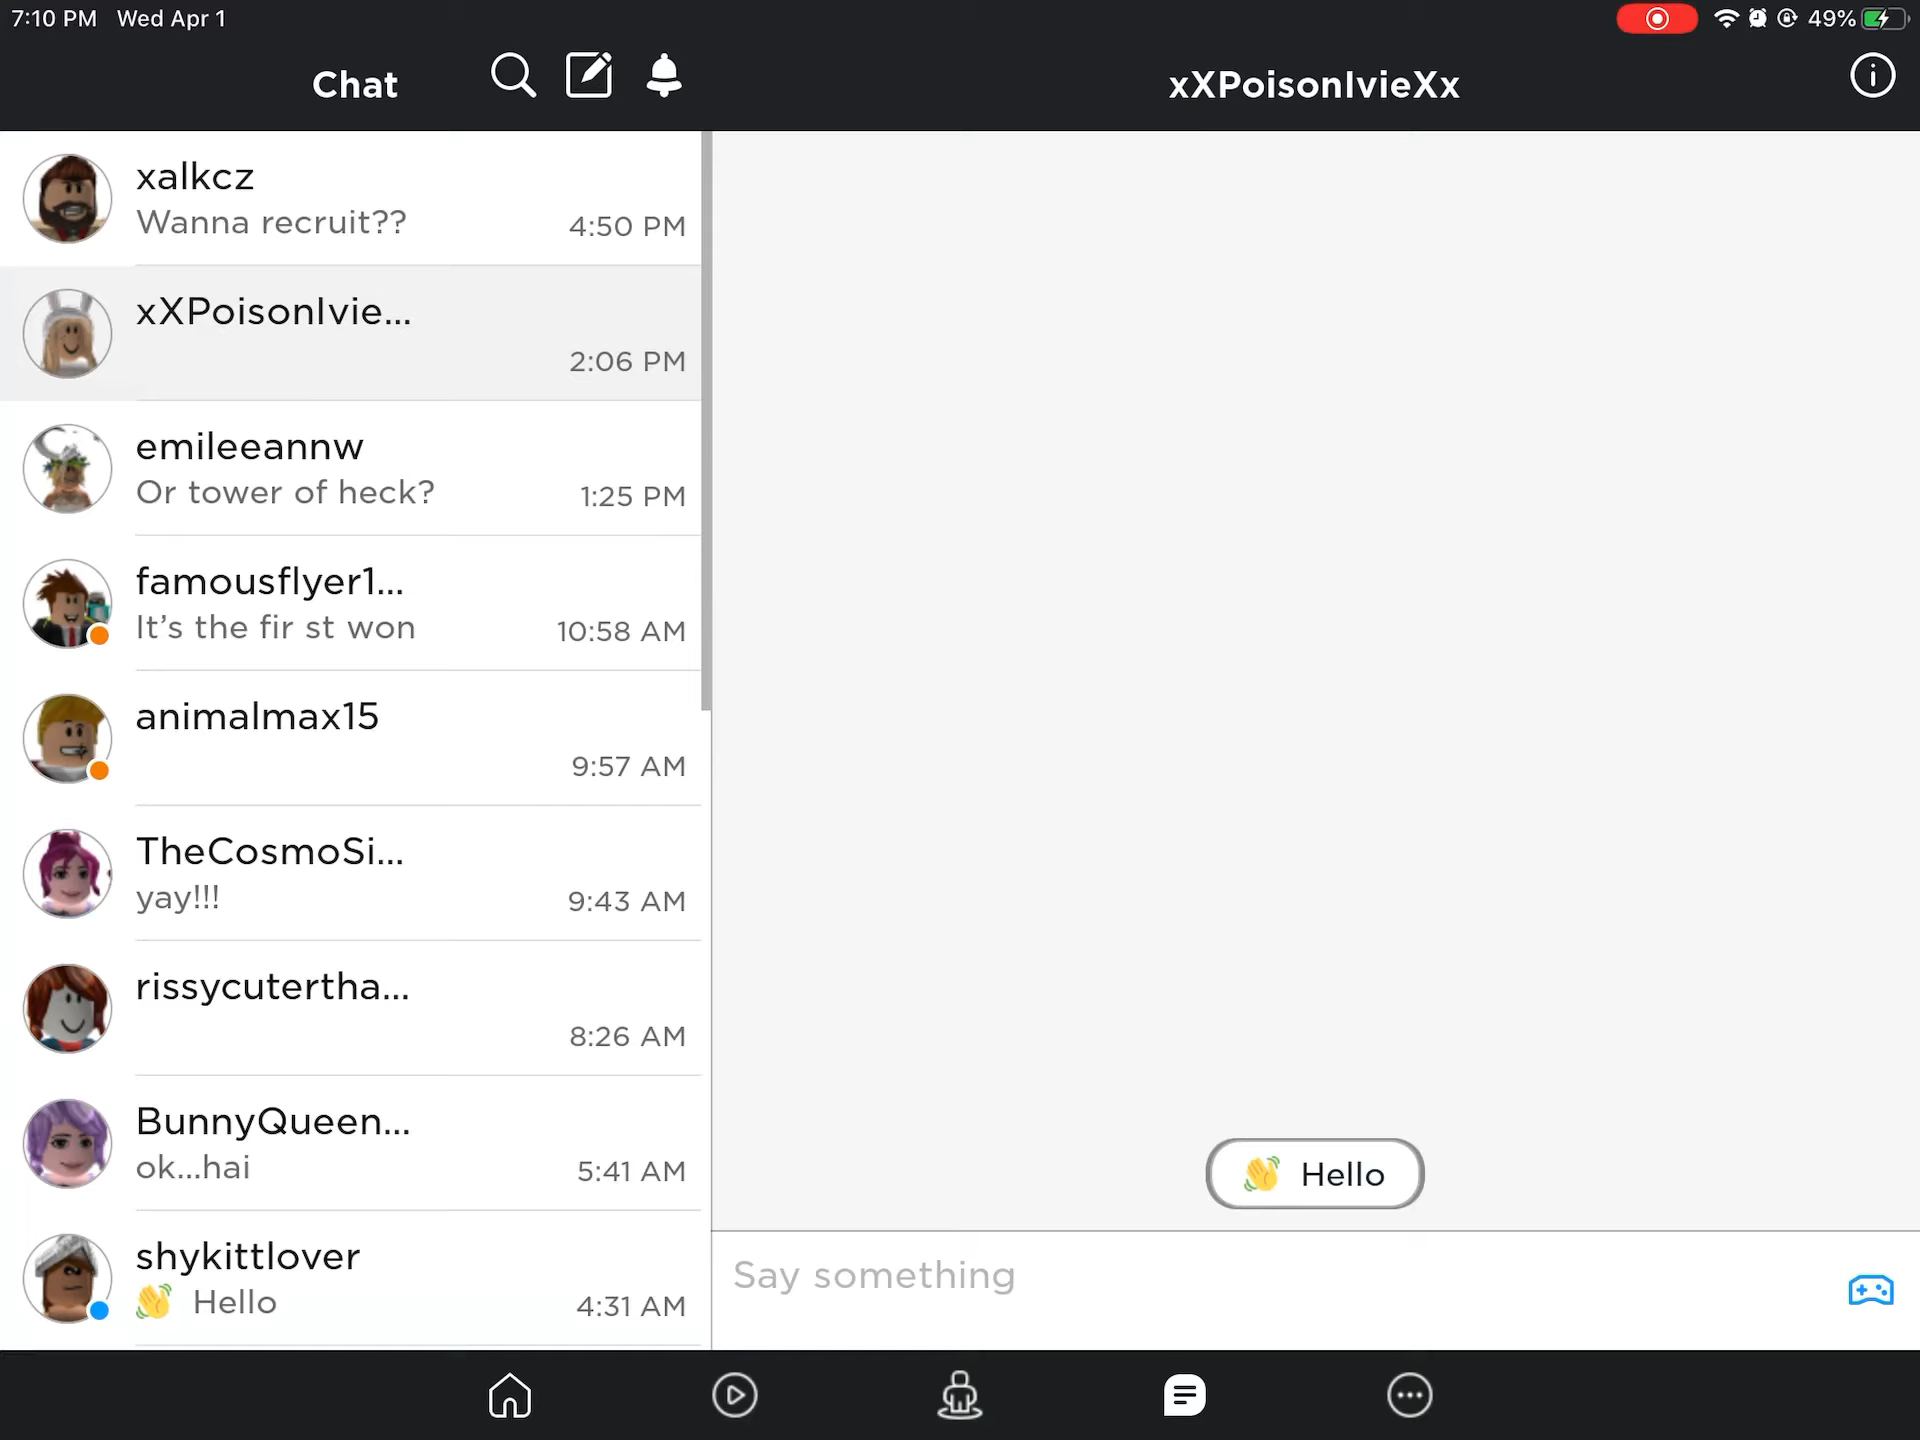 7:10 PM Wed Apr 1
49%
Chat
xXPoisonIvieXx
xalkcz
Wanna recruit??
4:50 PM
xXPoisonIvie...
2:06 PM
emileeannw
Or tower of heck?
1:25 PM
famousflyer1...
It’s the fir st won
10:58 AM
animalmax15
9:57 AM
TheCosmoSi...
yay!!!
9:43 AM
rissycutertha...
8:26 AM
BunnyQueen...
ok...hai
5:41 AM
shykittlover
👋 Hello
4:31 AM
👋 Hello
Say something